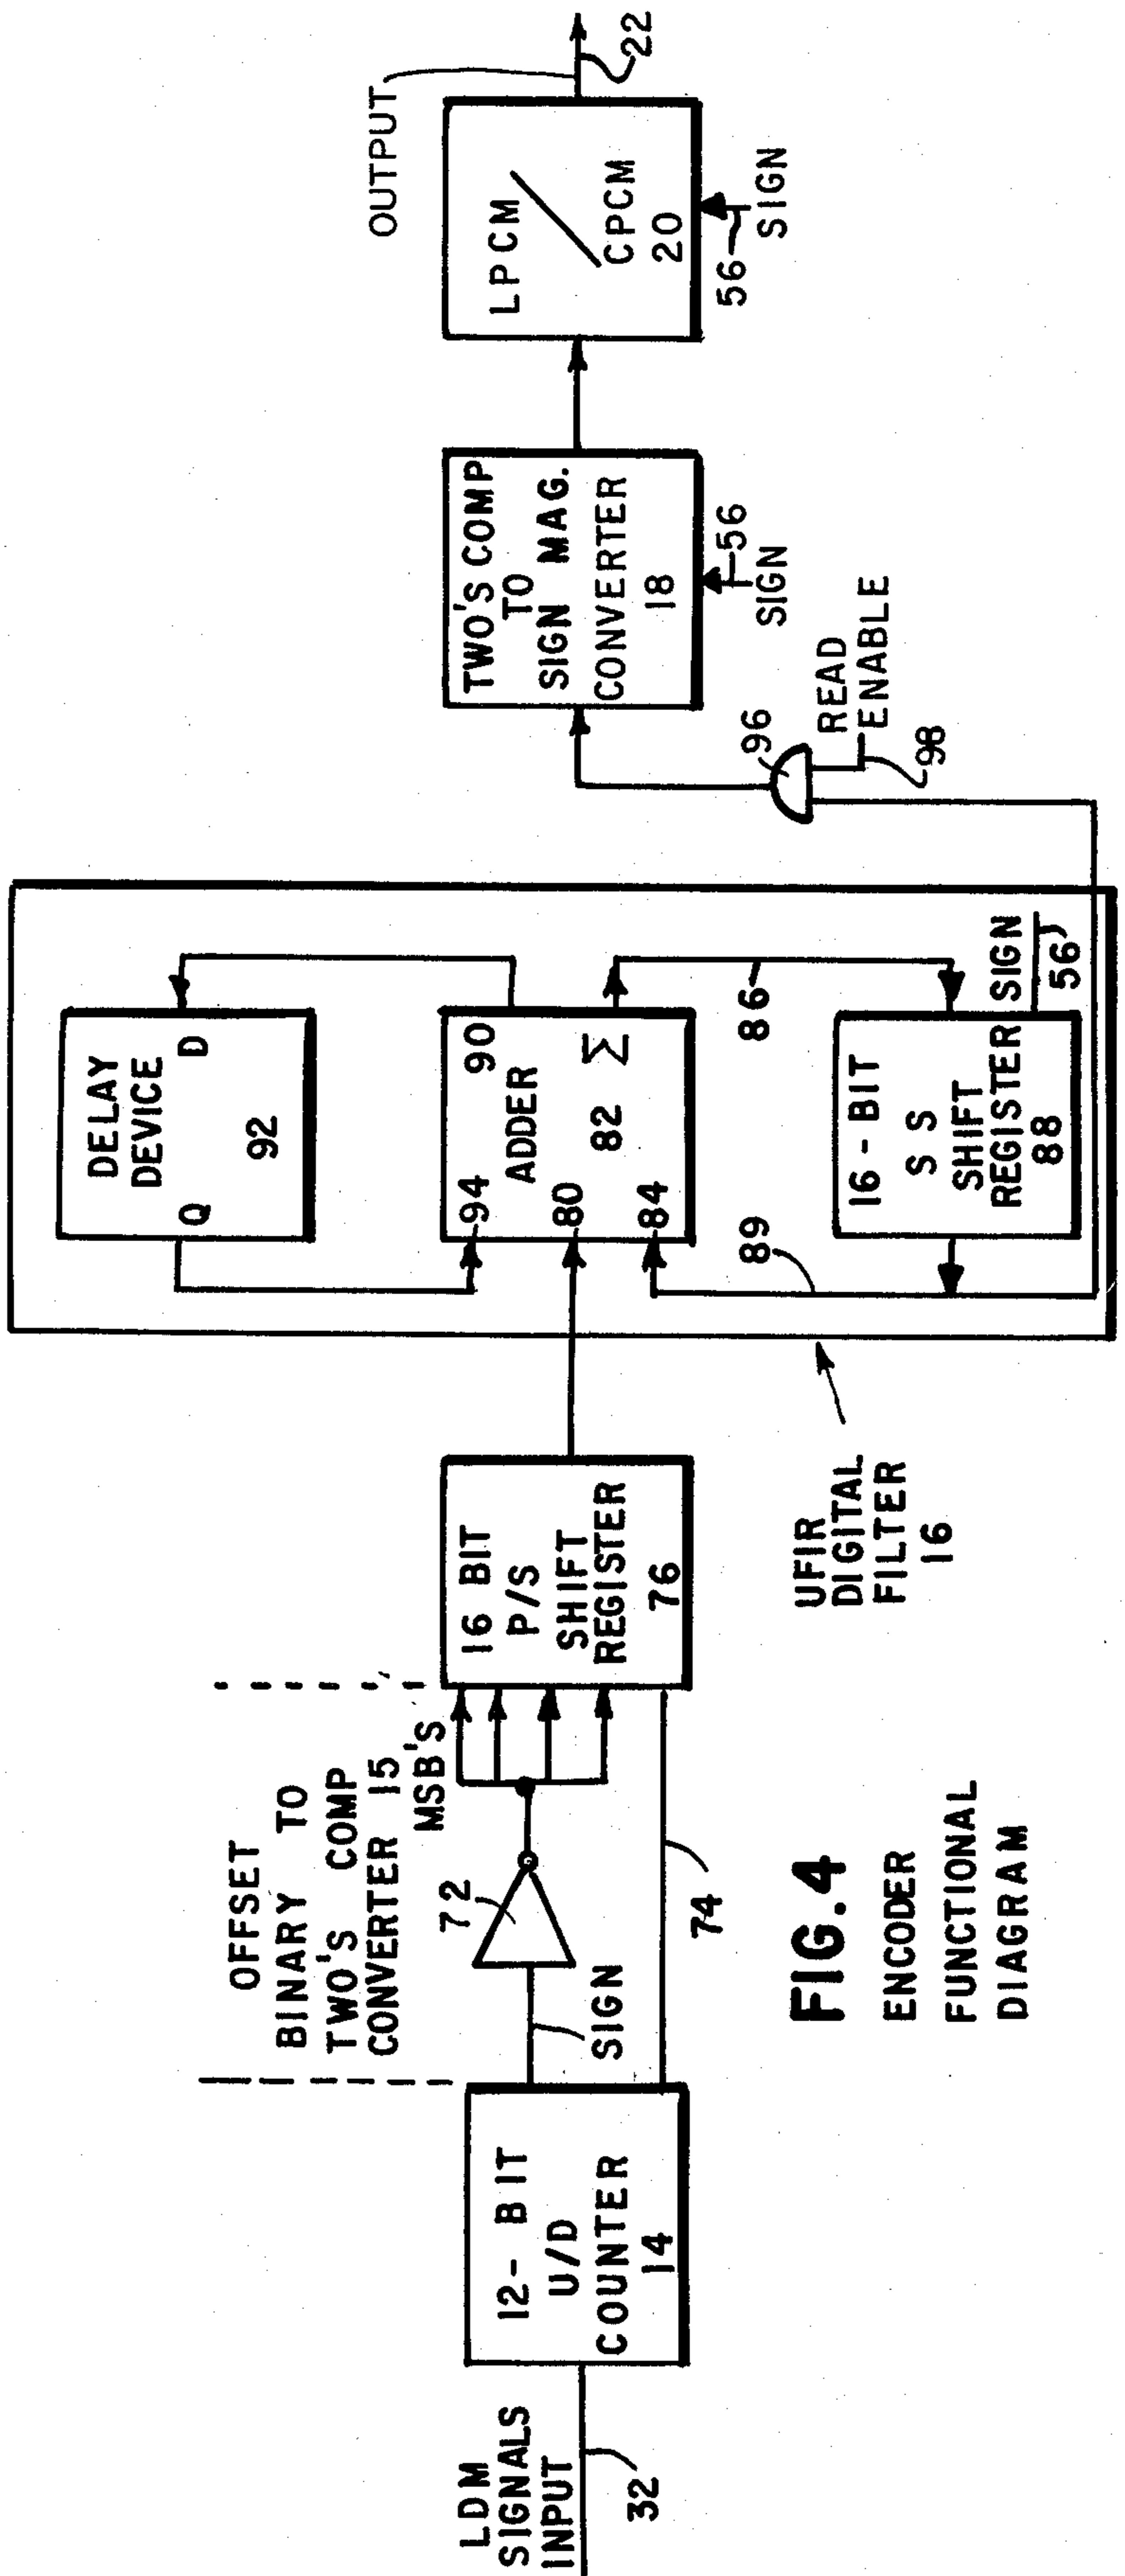 LDM
SIGNALS
INPUT
32
12-BIT
U/D
COUNTER
14
OFFSET
BINARY TO
TWO'S COMP
CONVERTER 15
MSB'S
72
SIGN
74
16 BIT
P/S
SHIFT
REGISTER
76
UFIR
DIGITAL
FILTER
16
DELAY
DEVICE
Q
D
92
94
90
ADDER
80
82
Σ
84
86
89
16-BIT
S S
SHIFT
REGISTER
88
SIGN
56
96
READ
ENABLE
98
TWO'S COMP
TO
SIGN MAG.
CONVERTER
18
56
SIGN
LPCM
CPCM
20
56
SIGN
OUTPUT
22
FIG.4
ENCODER
FUNCTIONAL
DIAGRAM